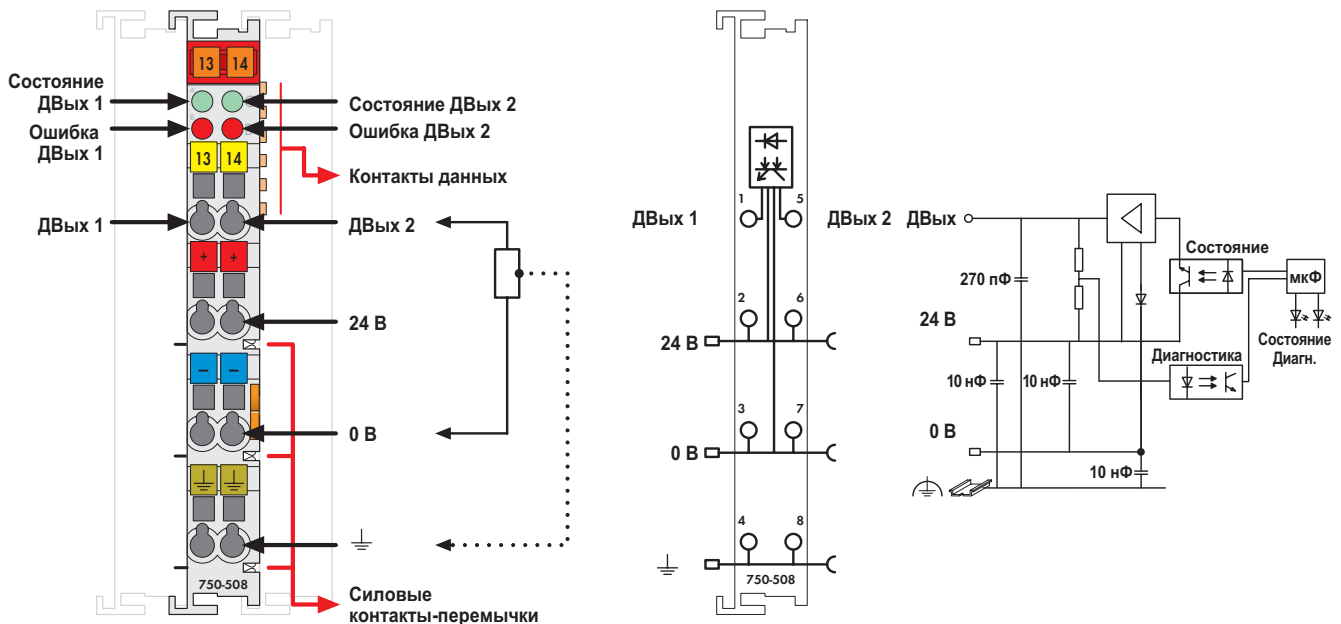 13 14
Состояние
ДВых 1
Состояние ДВых 2
Ошибка
ДВых 1
Ошибка ДВых 2
13 14
Контакты данных
ДВых 1
ДВых 2
+ +
24 В
– –
0 В
750-508
Силовые
контакты-перемычки
1 5
ДВых 1
ДВых 2
2 6
24 В
3 7
0 В
4 8
750-508
ДВых
Состояние
270 пФ
мкФ
24 В
Состояние
Диагн.
Диагностика
10 нФ 10 нФ
0 В
10 нФ